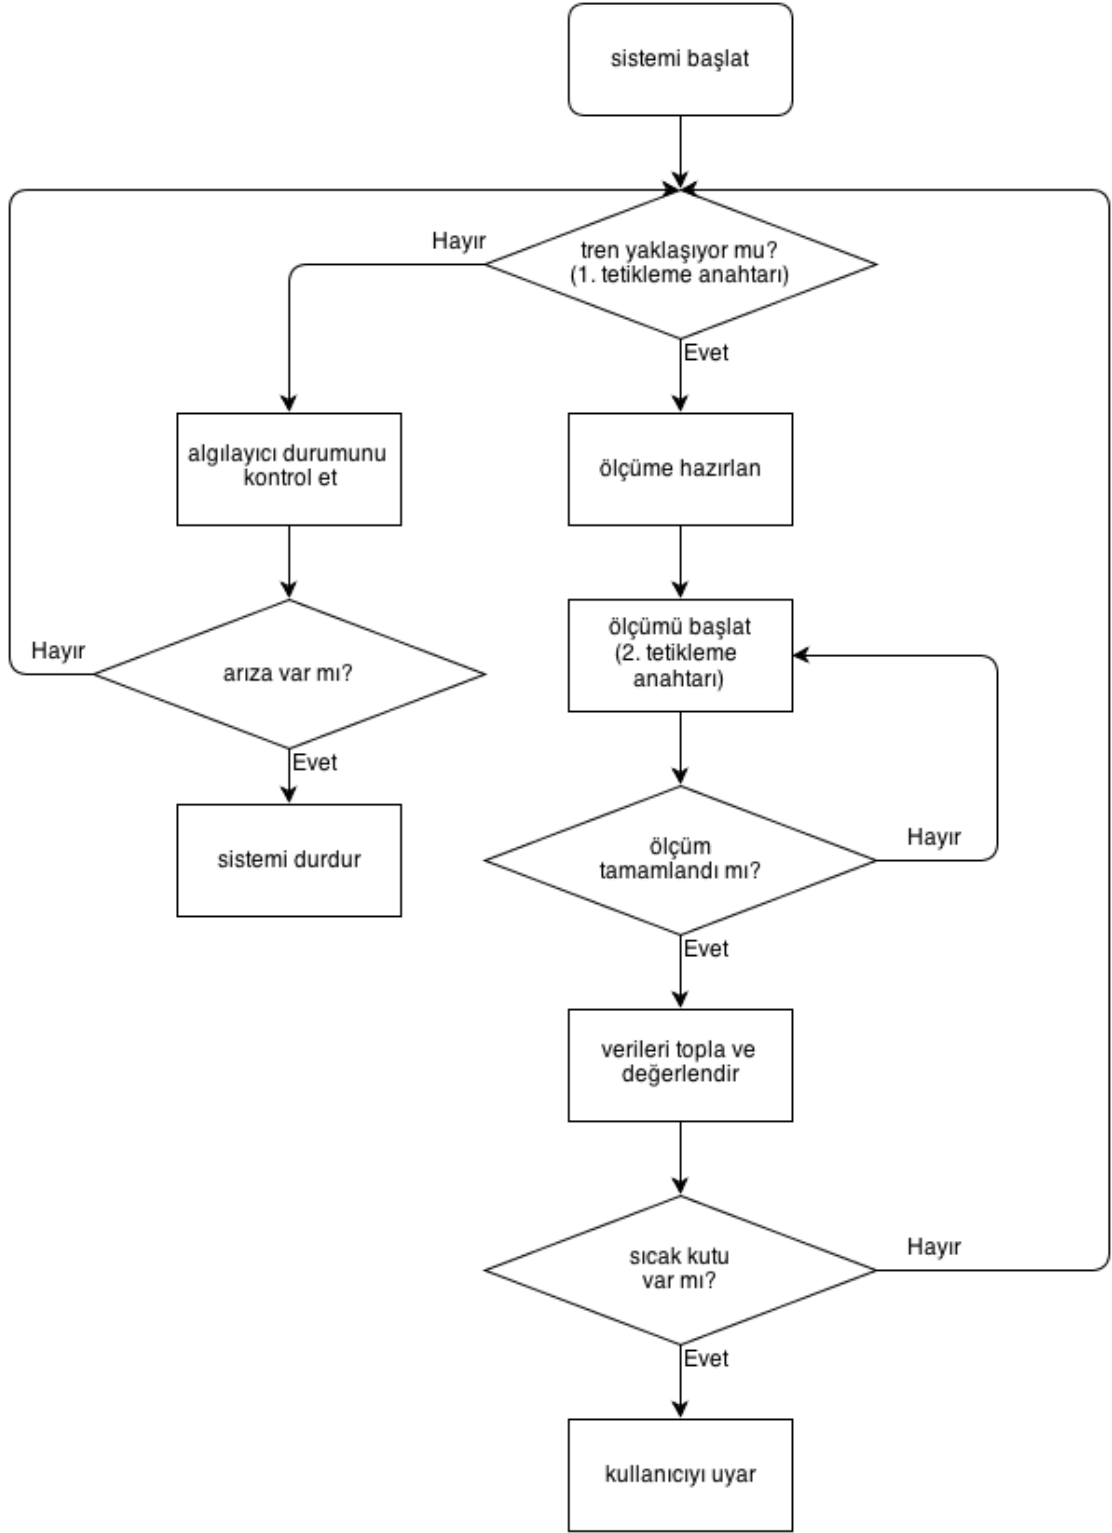 sistemi başlat
Hayır
tren yaklaşıyor mu?
(1. tetikleme anahtarı)
Evet
algılayıcı durumunu
kontrol et
ölçüme hazırlan
Hayır
arıza var mı?
ölçümü başlat
(2. tetikleme
anahtarı)
Evet
sistemi durdur
ölçüm
tamamlandı mı?
Hayır
Evet
verileri topla ve
değerlendir
sıcak kutu
var mı?
Hayır
Evet
kullanıcıyı uyar